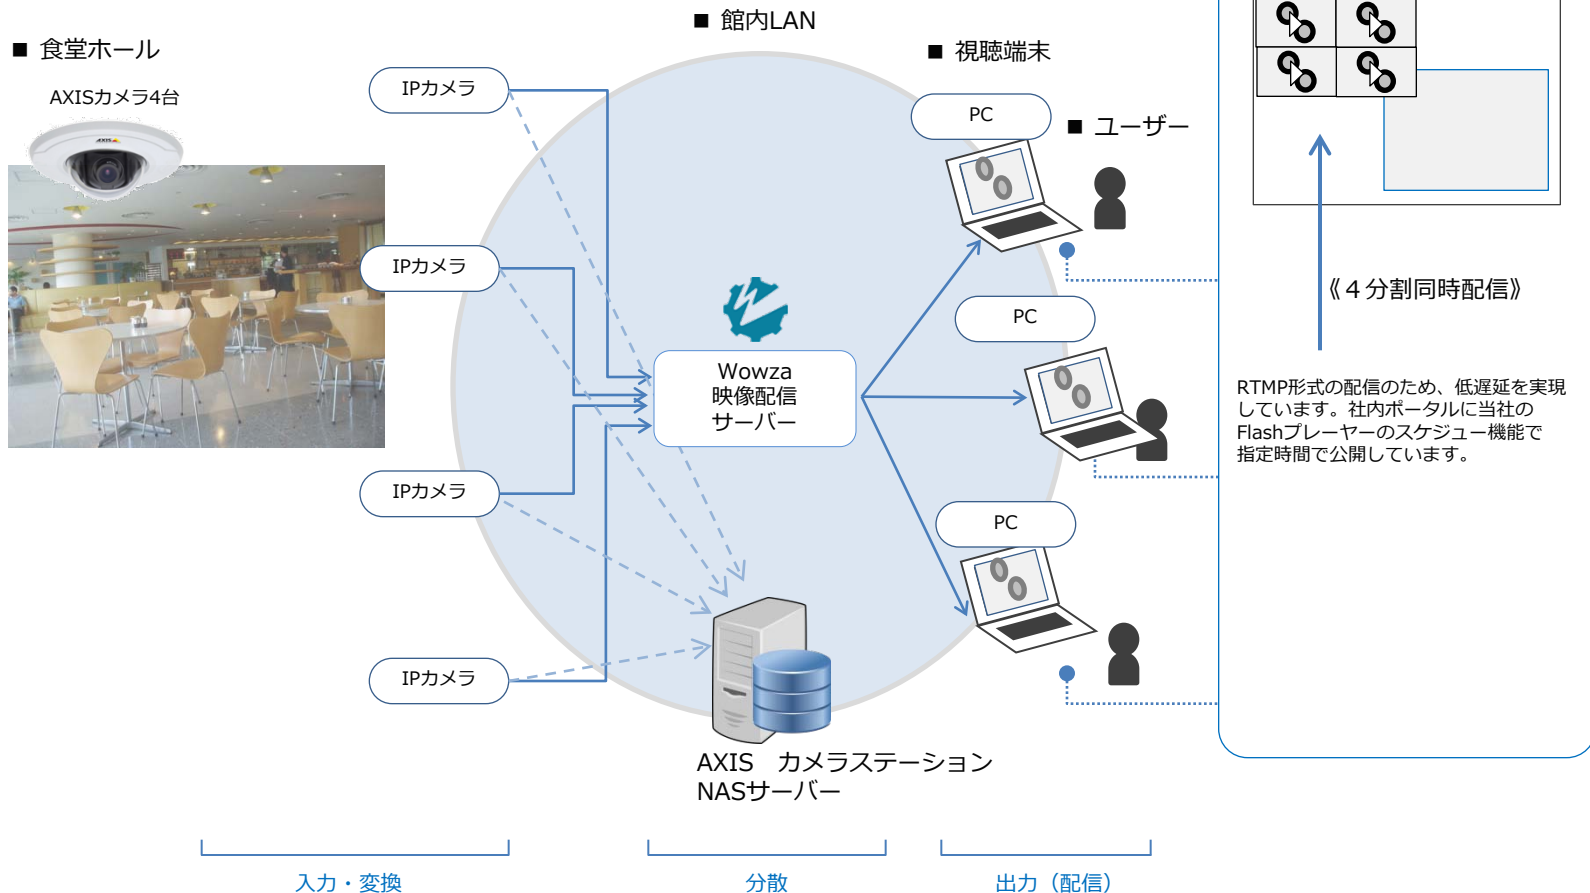 ■ 館内LAN
■ 食堂ホール
■ 視聴端末
AXISカメラ4台
AXIS
IPカメラ
PC
■ ユーザー
IPカメラ
《４分割同時配信》
PC
Wowza
映像配信
サーバー
RTMP形式の配信のため、低遅延を実現
しています。社内ポータルに当社の
Flashプレーヤーのスケジュー機能で
指定時間で公開しています。
IPカメラ
PC
IPカメラ
AXIS　カメラステーション
NASサーバー
入力・変換
分散
出力（配信）